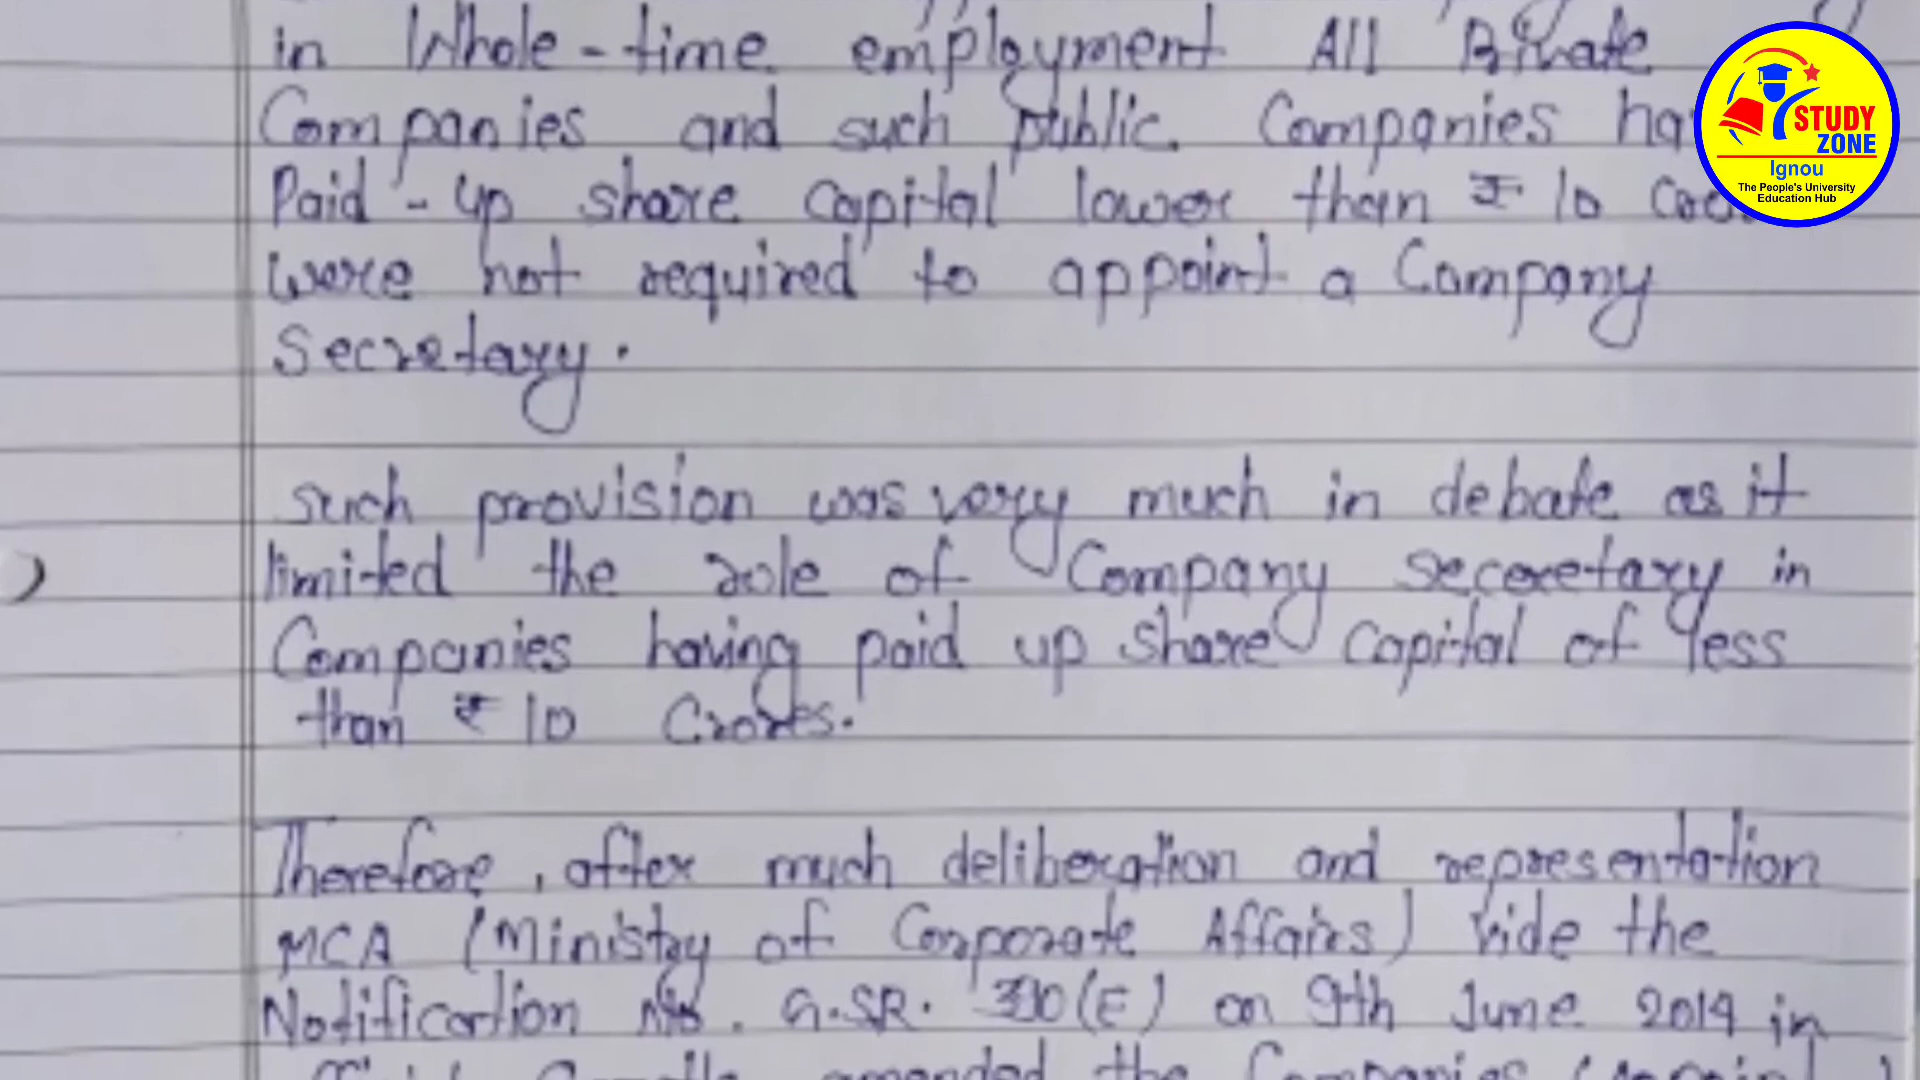 in Whole-time employment All Private
Companies and such public Companies
Paid-up share capital lower than ₹ 10
were not required to appoint a Company
Secretary.
such provision was very much in debate as it
limited the role of Company secretary in
Companies having paid up share capital of less
than ₹ 10 Crores.
Therefore, after much deliberation and representation
MCA (Ministry of Corporate Affairs) vide the
Notification No. G.SR. (E) on 9th June 2014 in
amended the Companies
STUDY
ZONE
Ignou
The People's University
Education Hub